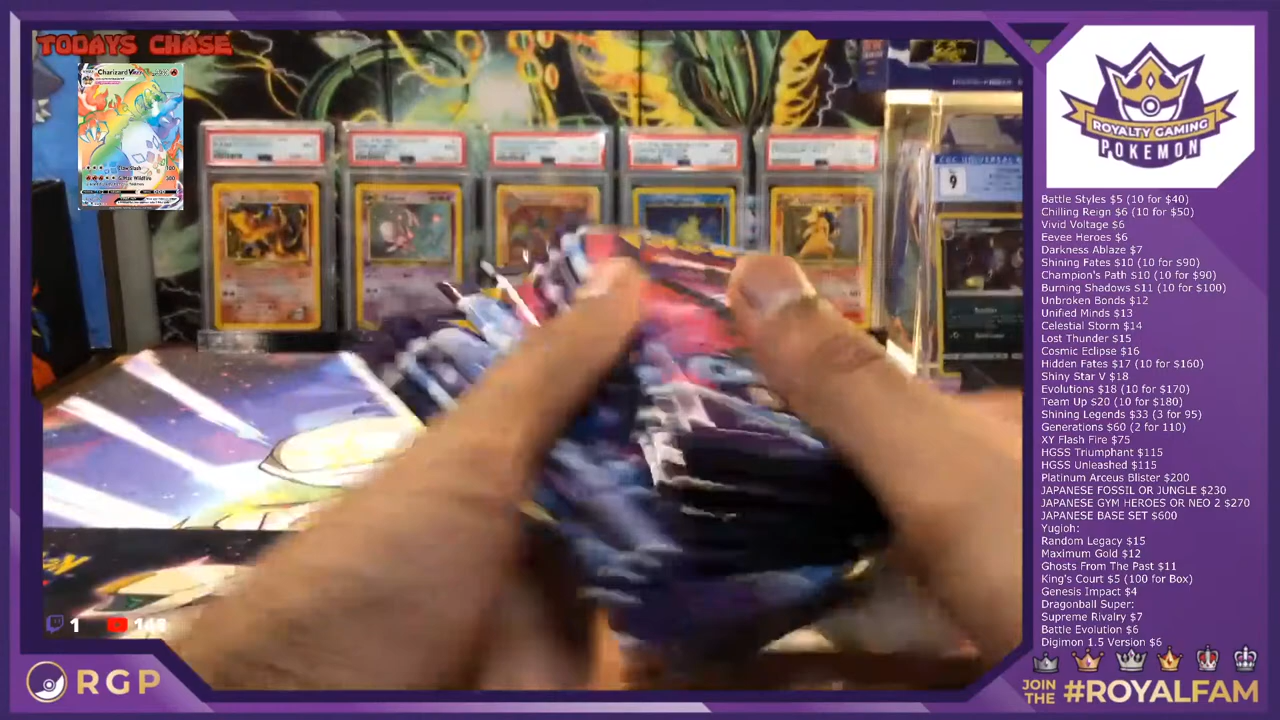 TODAYS CHASE
Charizard
G-Max Wildfire 300
CGC UNIVERSAL
9
1
ROYALTY GAMING
POKEMON
Battle Styles $5 (10 for $40)
Chilling Reign $6 (10 for $50)
Vivid Voltage $6
Eevee Heroes $6
Darkness Ablaze $7
Shining Fates $10 (10 for $90)
Champion's Path $10 (10 for $90)
Burning Shadows $11 (10 for $100)
Unbroken Bonds $12
Unified Minds $13
Celestial Storm $14
Lost Thunder $15
Cosmic Eclipse $16
Hidden Fates $17 (10 for $160)
Shiny Star V $18
Evolutions $18 (10 for $170)
Team Up $20 (10 for $180)
Shining Legends $33 (3 for 95)
Generations $60 (2 for 110)
XY Flash Fire $75
HGSS Triumphant $115
HGSS Unleashed $115
Platinum Arceus Blister $200
JAPANESE FOSSIL OR JUNGLE $230
JAPANESE GYM HEROES OR NEO 2 $270
JAPANESE BASE SET $600
Yugioh:
Random Legacy $15
Maximum Gold $12
Ghosts From The Past $11
King's Court $5 (100 for Box)
Genesis Impact $4
Dragonball Super:
Supreme Rivalry $7
Battle Evolution $6
Digimon 1.5 Version $6
RGP
JOIN THE #ROYALFAM